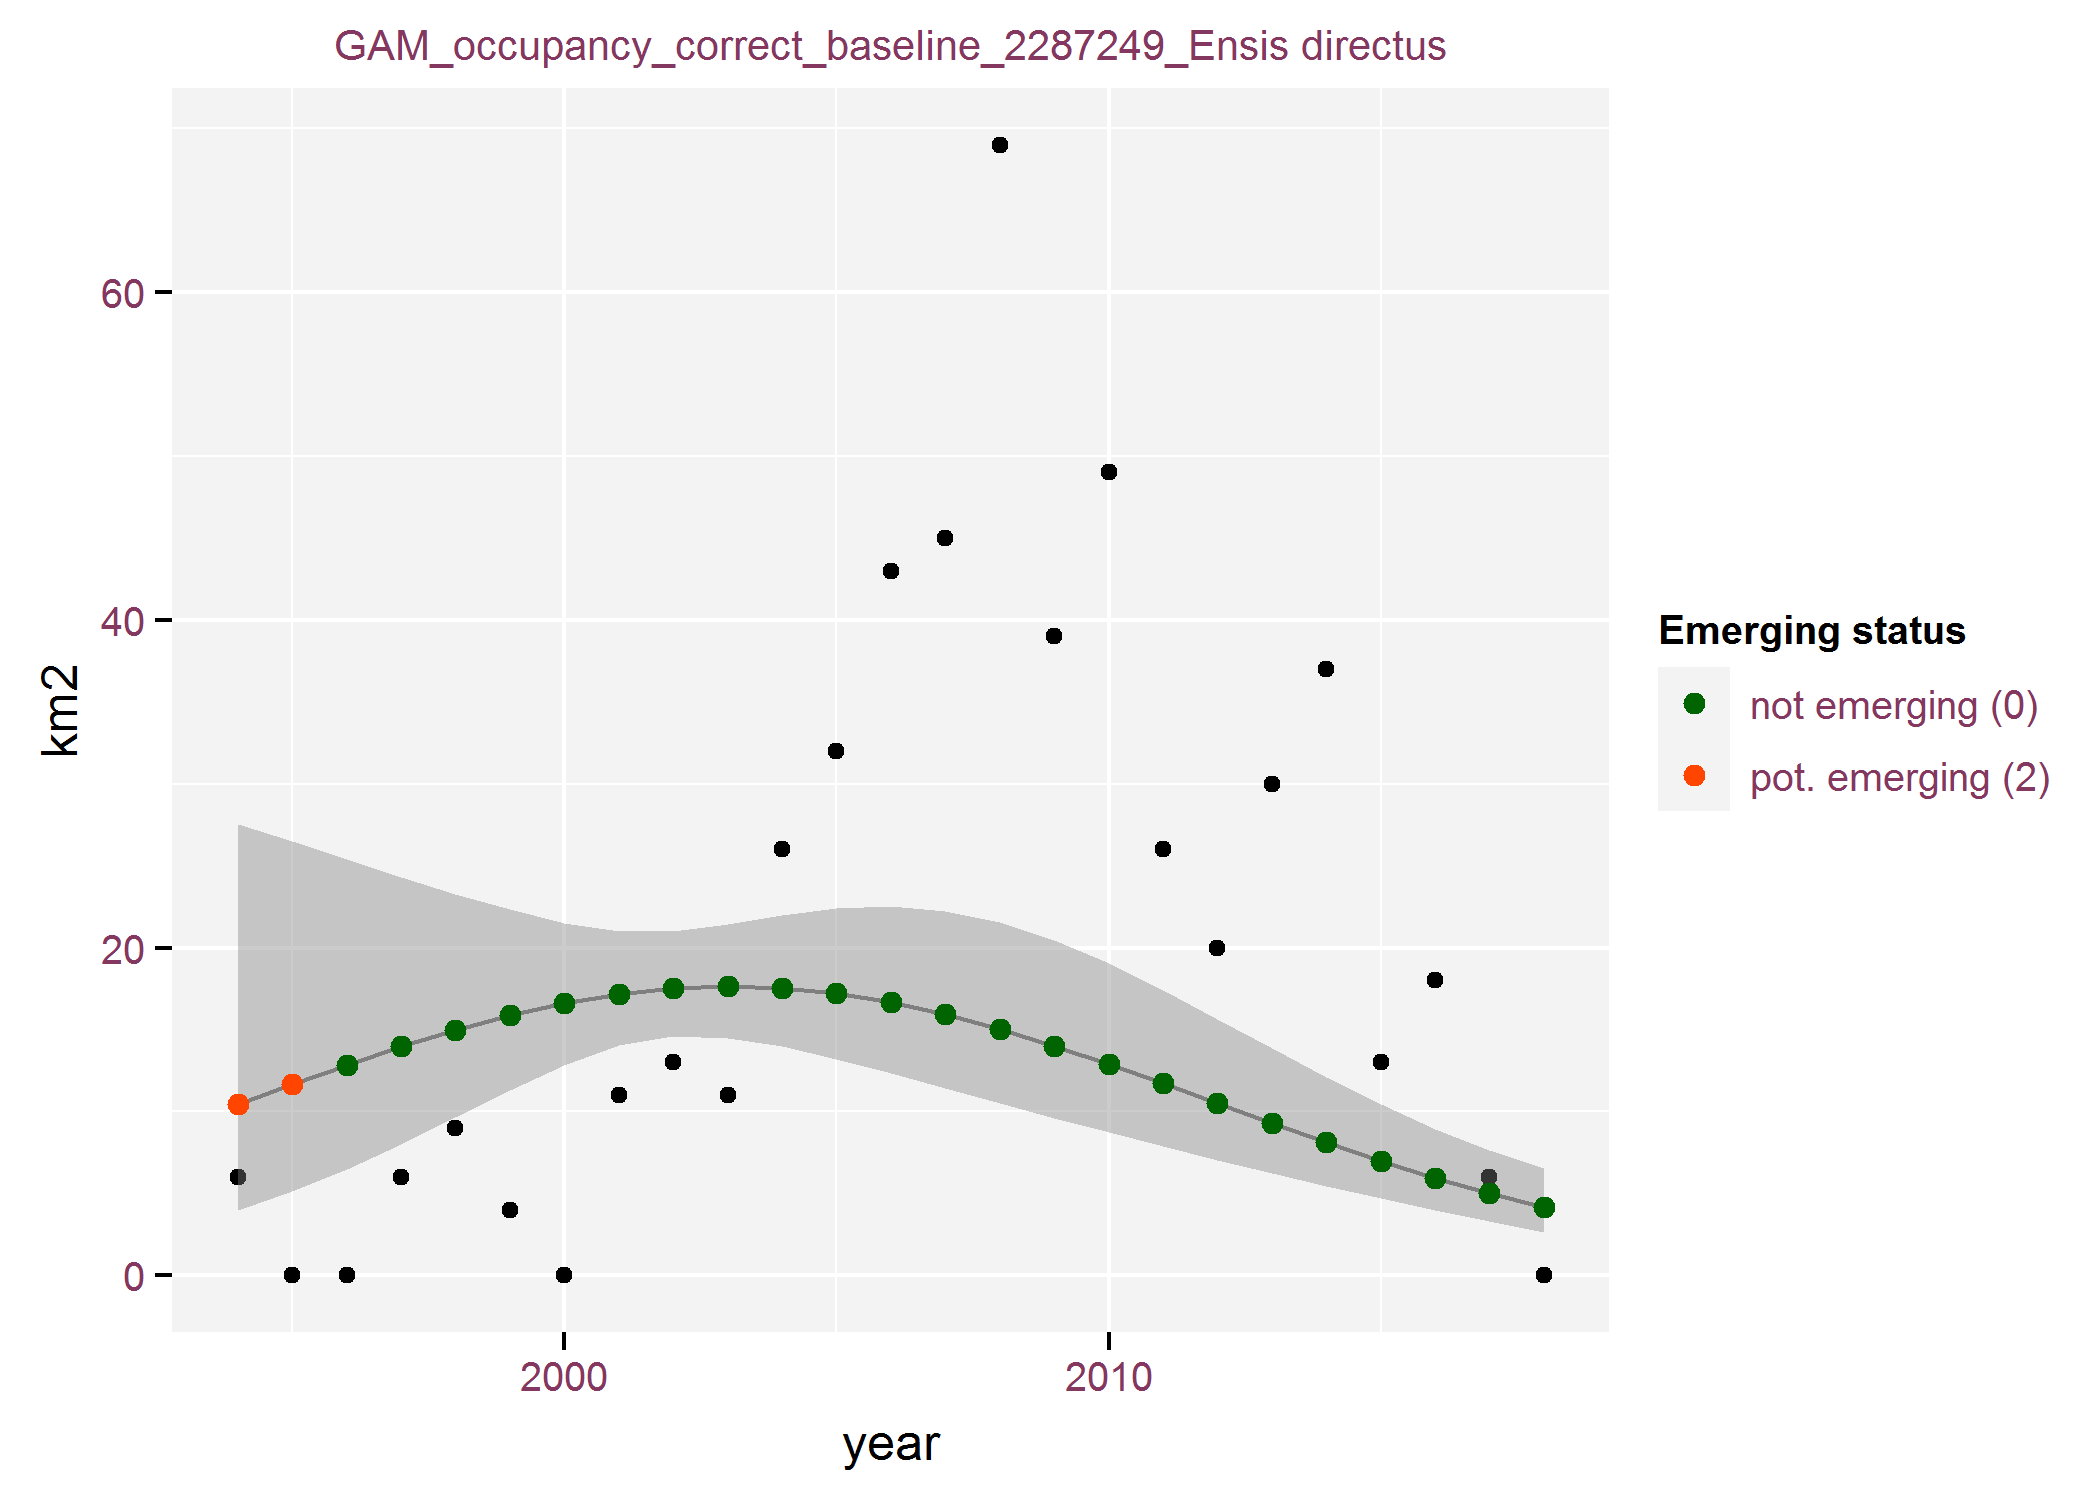 GAM_occupancy_correct_baseline_2287249_Ensis directus
60
40
20
0
km2
2000
2010
year
Emerging status
not emerging (0)
pot. emerging (2)